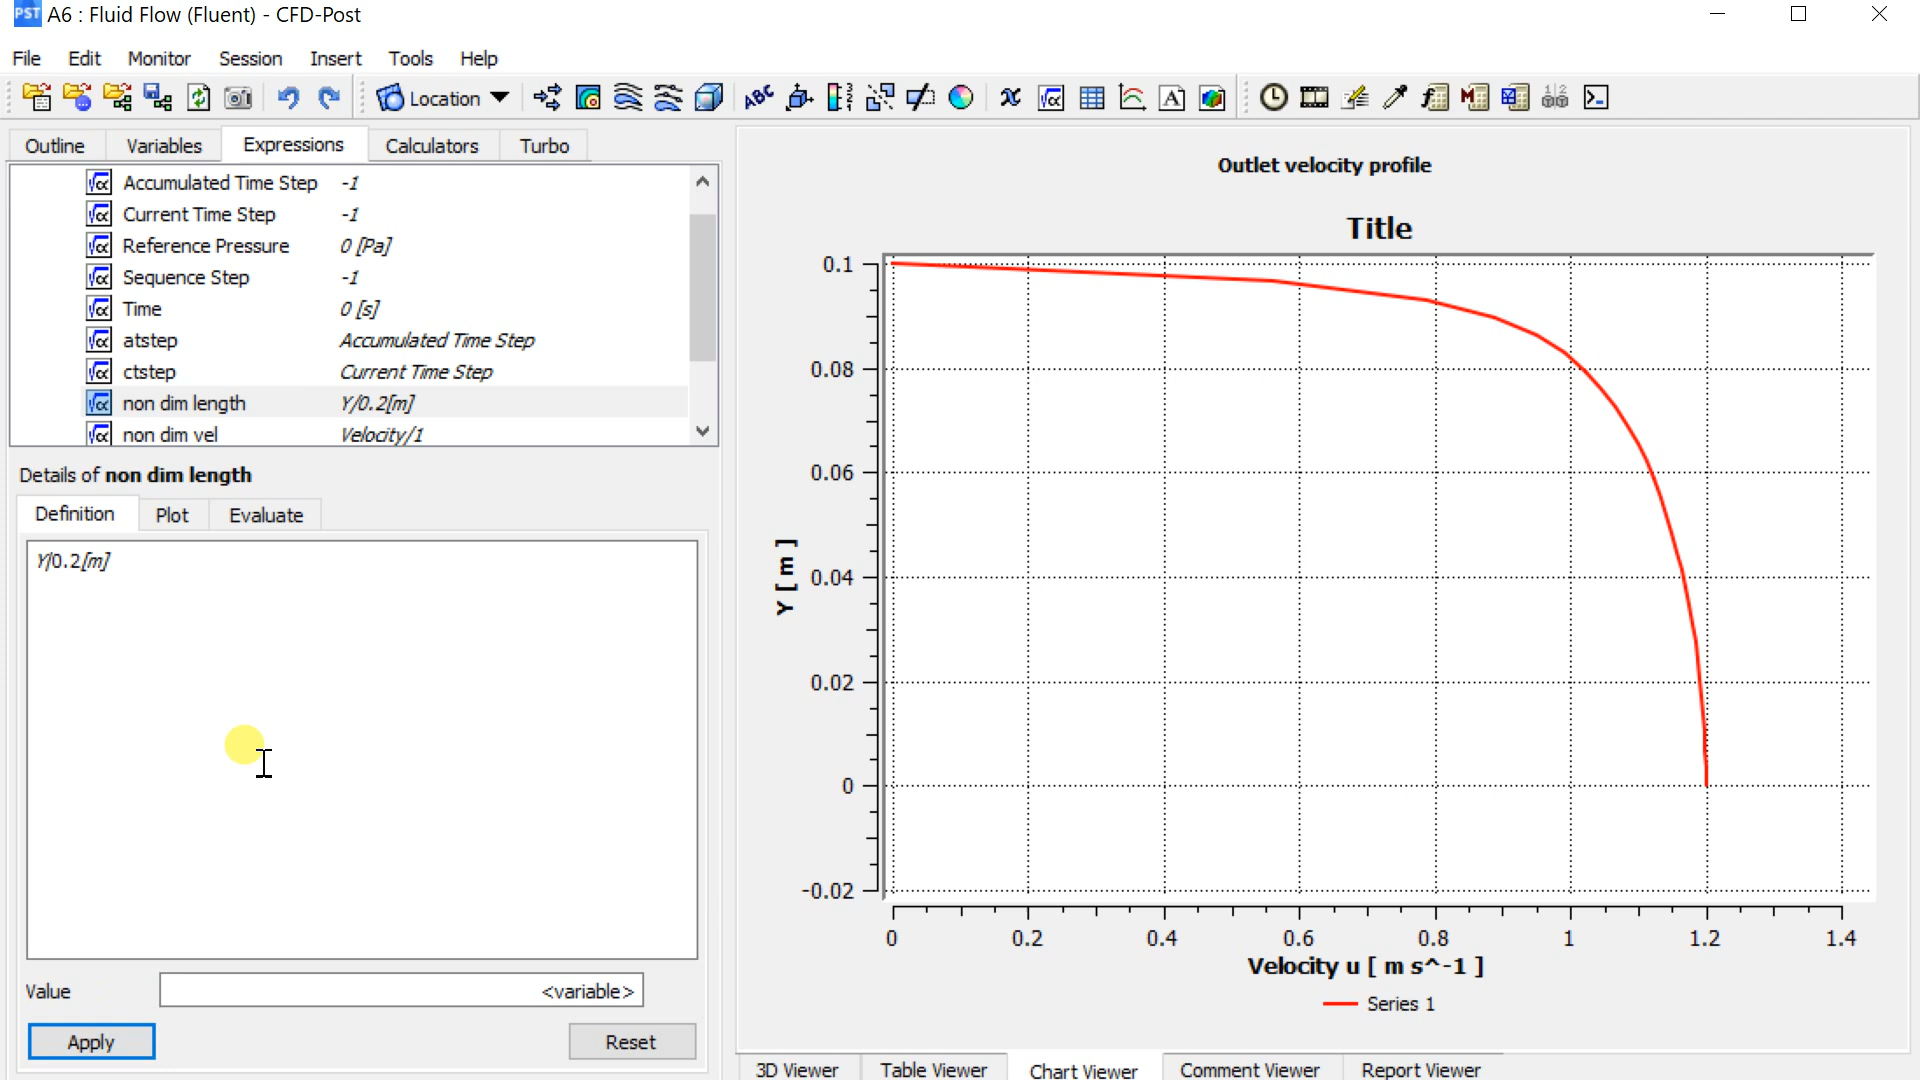 PST A6 : Fluid Flow (Fluent) - CFD-Post
File Edit Monitor Session Insert Tools Help
Location ABC
Outline Variables Expressions Calculators Turbo
Accumulated Time Step -1
Current Time Step -1
Reference Pressure 0 [Pa]
Sequence Step -1
Time 0 [s]
atstep Accumulated Time Step
ctstep Current Time Step
non dim length Y/0.2[m]
non dim vel Velocity/1
Details of non dim length
Definition Plot Evaluate
Y/0.2[m]
Value <variable>
Apply Reset
Outlet velocity profile
Title
0.1
0.08
0.06
0.04
0.02
0
-0.02
Y [ m ]
0 0.2 0.4 0.6 0.8 1 1.2 1.4
Velocity u [ m s^-1 ]
Series 1
3D Viewer Table Viewer Chart Viewer Comment Viewer Report Viewer